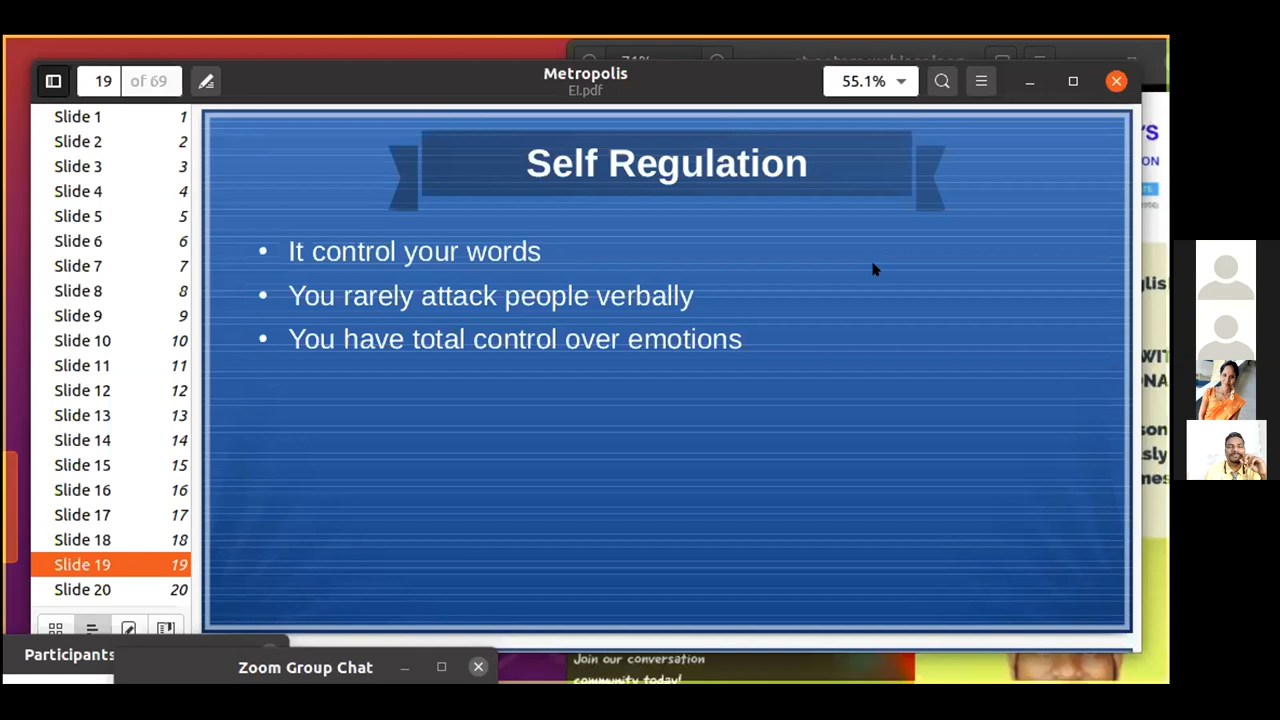 19 of 69
Metropolis
EI.pdf
55.1%
Slide 1 1
Slide 2 2
Slide 3 3
Slide 4 4
Slide 5 5
Slide 6 6
Slide 7 7
Slide 8 8
Slide 9 9
Slide 10 10
Slide 11 11
Slide 12 12
Slide 13 13
Slide 14 14
Slide 15 15
Slide 16 16
Slide 17 17
Slide 18 18
Slide 19 19
Slide 20 20
Self Regulation
• It control your words
• You rarely attack people verbally
• You have total control over emotions
Participants
Zoom Group Chat
Join our conversation
community today!